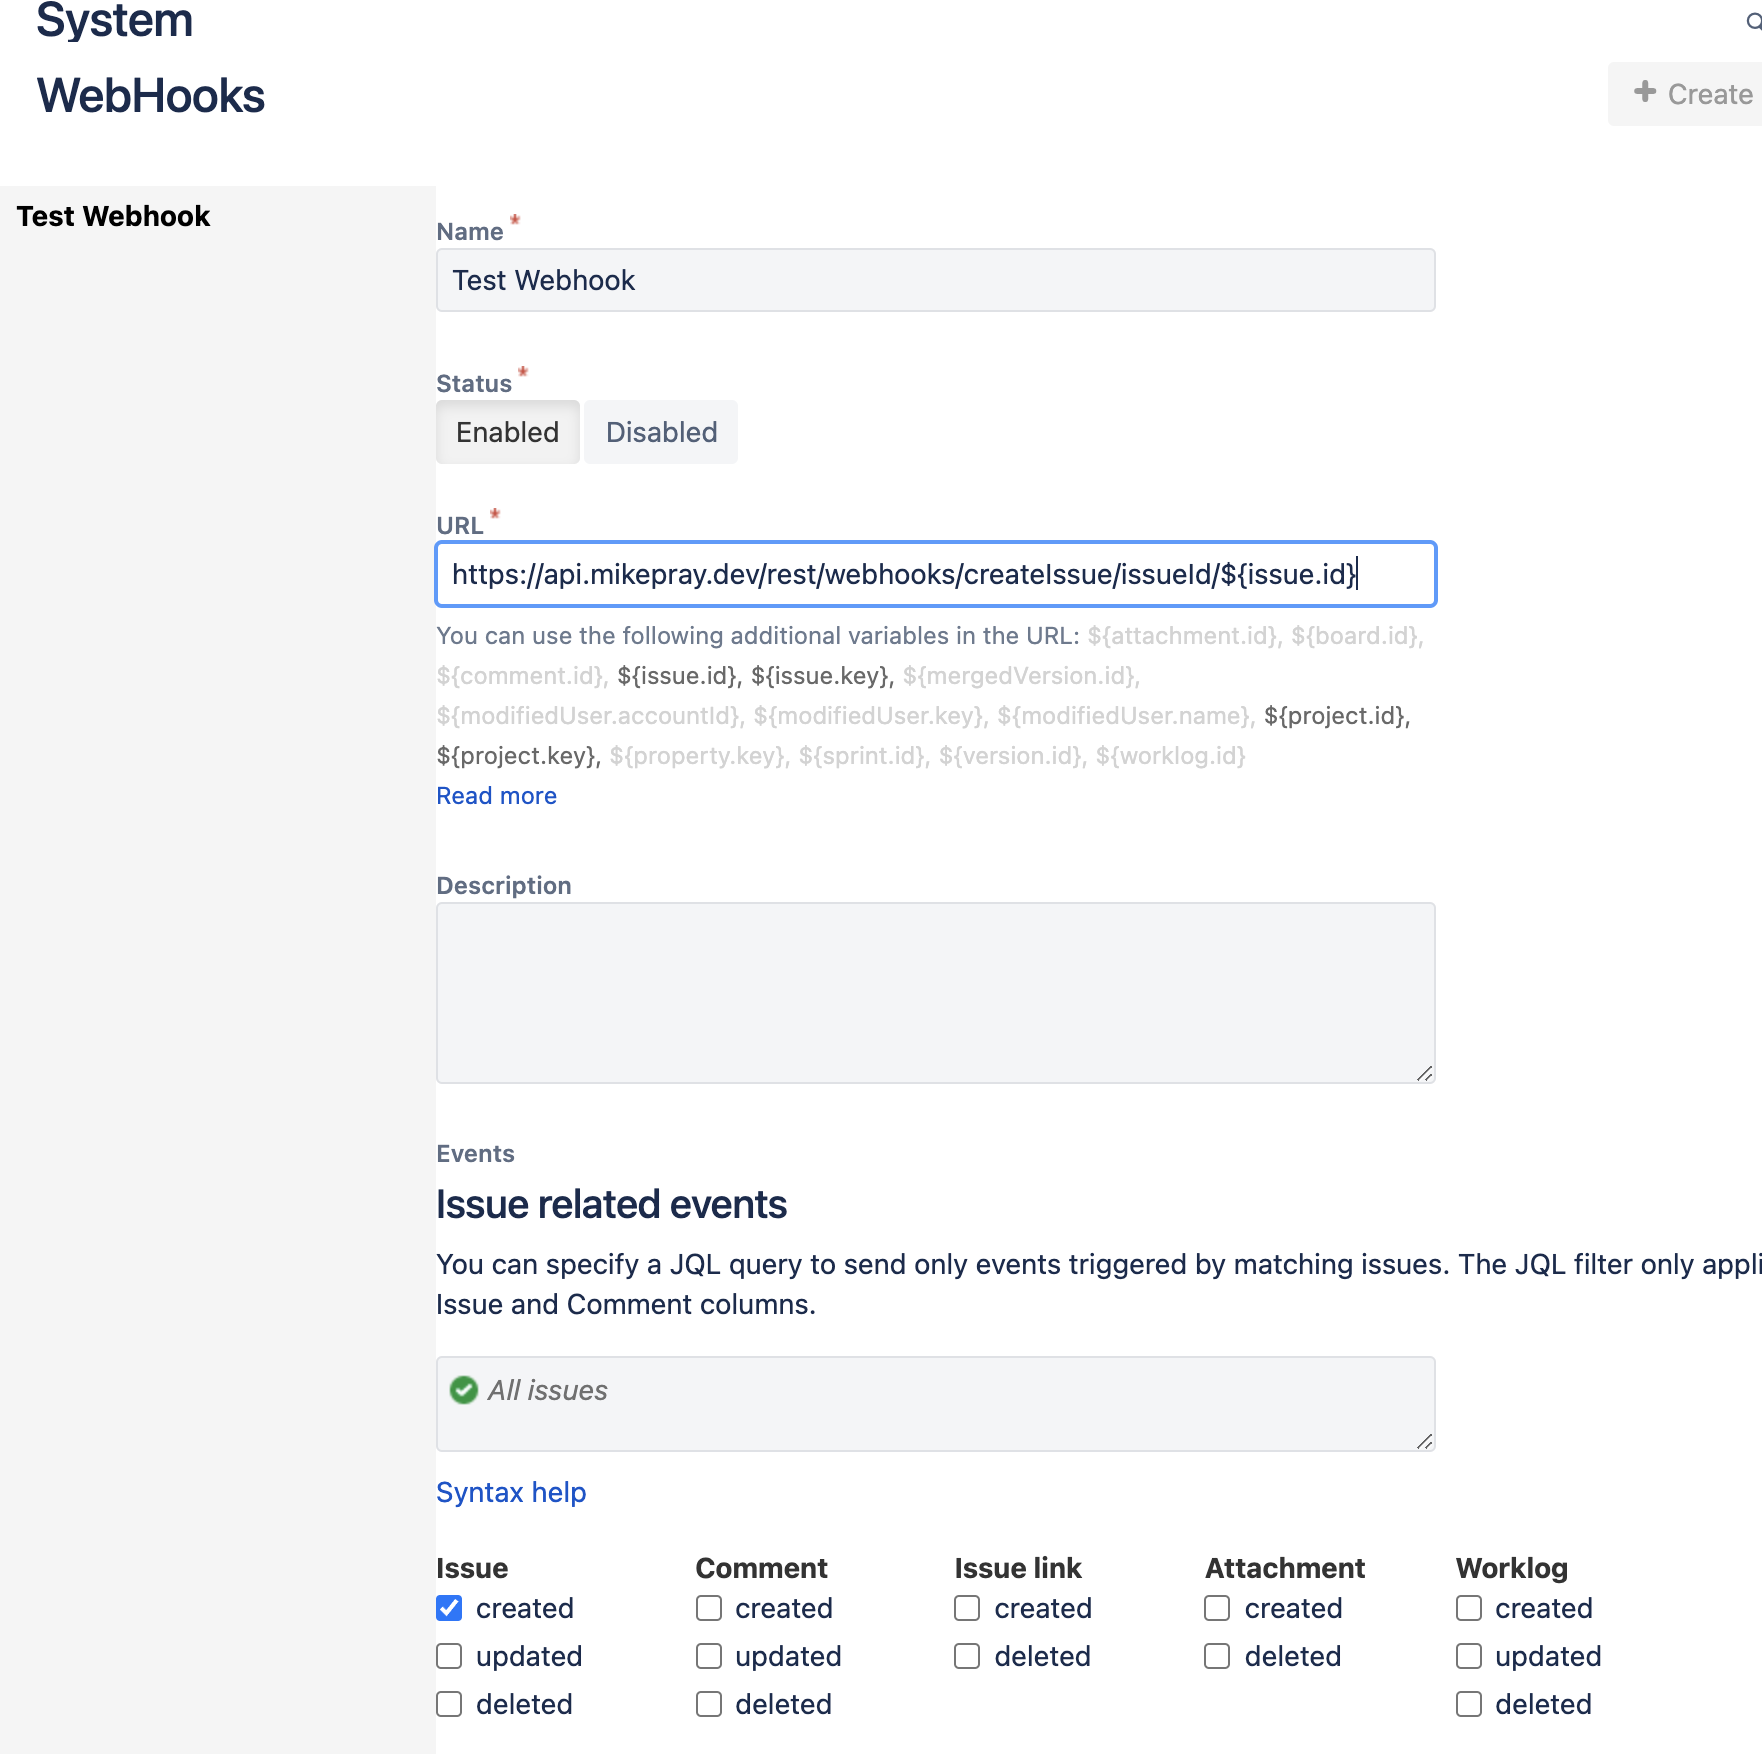 System
WebHooks
+ Create
Test Webhook
Name *
Test Webhook
Status *
Enabled Disabled
URL *
https://api.mikepray.dev/rest/webhooks/createIssue/issueId/${issue.id}
You can use the following additional variables in the URL: ${attachment.id}, ${board.id},
${comment.id}, ${issue.id}, ${issue.key}, ${mergedVersion.id},
${modifiedUser.accountId}, ${modifiedUser.key}, ${modifiedUser.name}, ${project.id},
${project.key}, ${property.key}, ${sprint.id}, ${version.id}, ${worklog.id}
Read more
Description
Events
Issue related events
You can specify a JQL query to send only events triggered by matching issues. The JQL filter only appli
Issue and Comment columns.
All issues
Syntax help
Issue Comment Issue link Attachment Worklog
created created created created created
updated updated deleted deleted updated
deleted deleted deleted